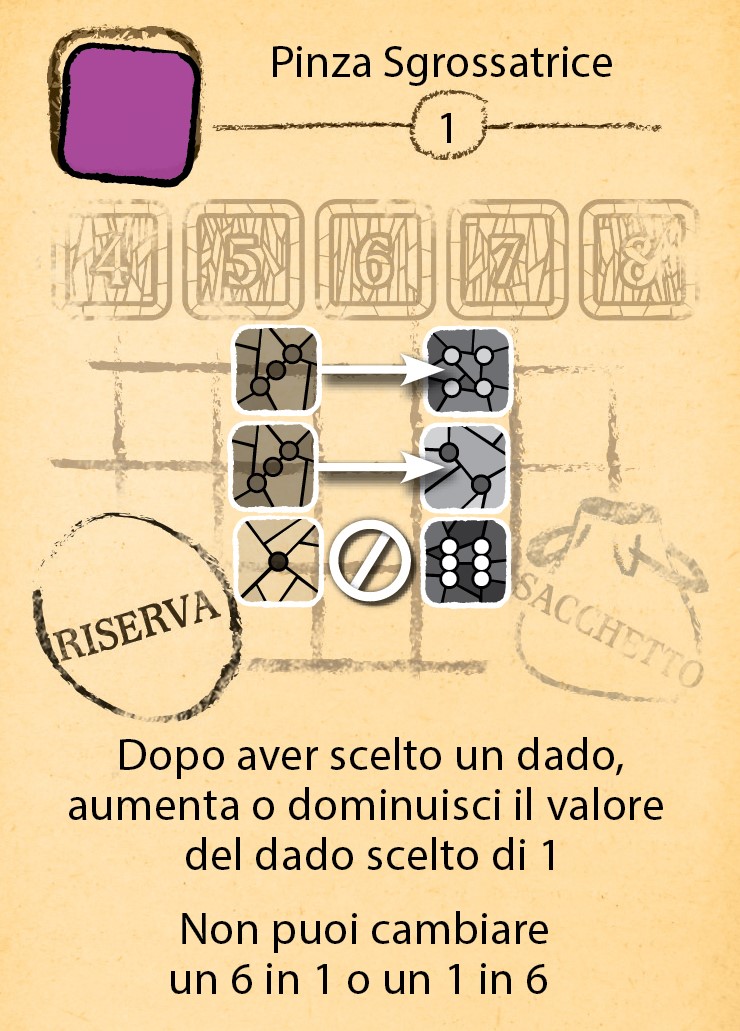 Pinza Sgrossatrice
1
4 5 6 7 8
RISERVA
SACCHETTO
Dopo aver scelto un dado,
aumenta o dominuisci il valore
del dado scelto di 1
Non puoi cambiare
un 6 in 1 o un 1 in 6